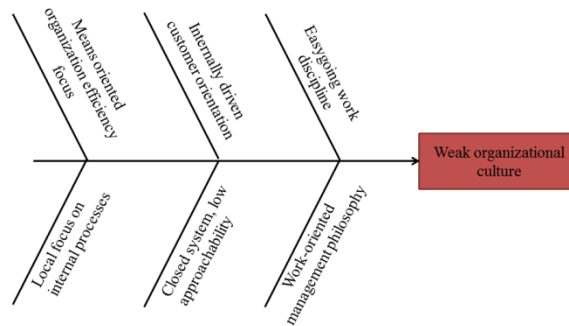 Means oriented
organization efficiency
focus
Internally driven
customer orientation
Easygoing work
discipline
Weak organizational
culture
Local focus on
internal processes
Closed system, low
approachability
Work-oriented
management philosophy